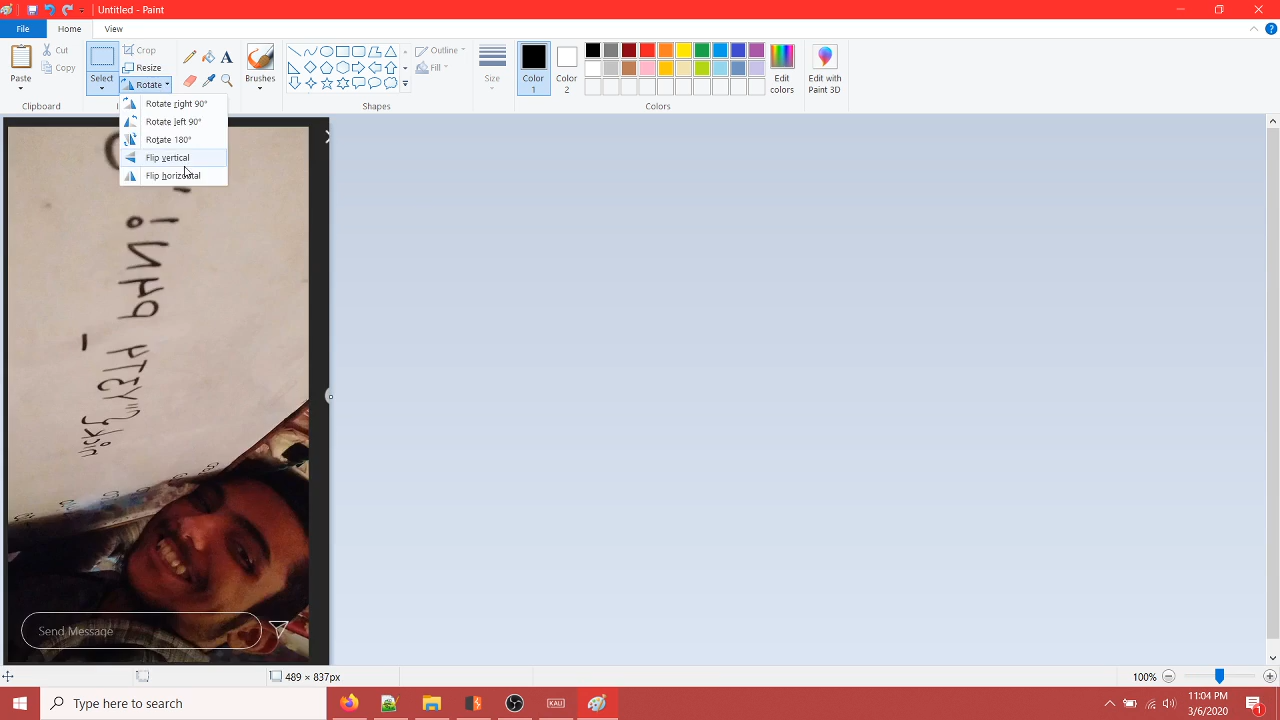 Untitled - Paint
File
Home
View
Paste
Cut
Copy
Clipboard
Select
Crop
Resize
Rotate
Rotate right 90°
Rotate left 90°
Rotate 180°
Flip vertical
Flip horizontal
Brushes
Shapes
Outline
Fill
Size
Color
1
Color
2
Edit
colors
Colors
Edit with
Paint 3D
Send Message
489 × 837px
100%
Type here to search
KALI
11:04 PM
3/6/2020
1